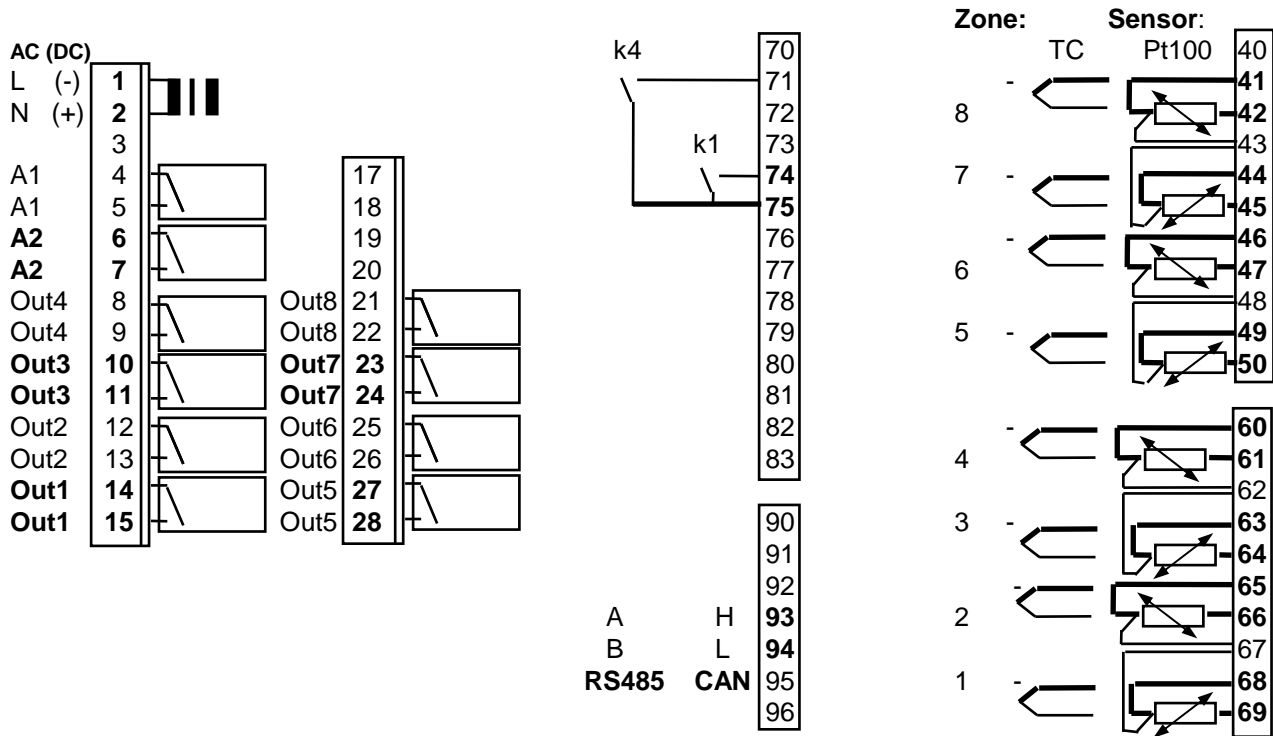 Zone: Sensor:
AC (DC) k4 70 TC Pt100 40
L (-) 1 71 - 41
N (+) 2 72 8 42
3 k1 73 43
A1 4 17 74 7 - 44
A1 5 18 75 45
A2 6 19 76 - 46
A2 7 20 77 6 47
Out4 8 Out8 21 78 48
Out4 9 Out8 22 79 5 - 49
Out3 10 Out7 23 80 50
Out3 11 Out7 24 81
Out2 12 Out6 25 82 - 60
Out2 13 Out6 26 83 4 61
Out1 14 Out5 27 62
Out1 15 Out5 28 90 3 - 63
91 64
92 - 65
A H 93 2 66
B L 94 67
RS485 CAN 95 1 - 68
96 69